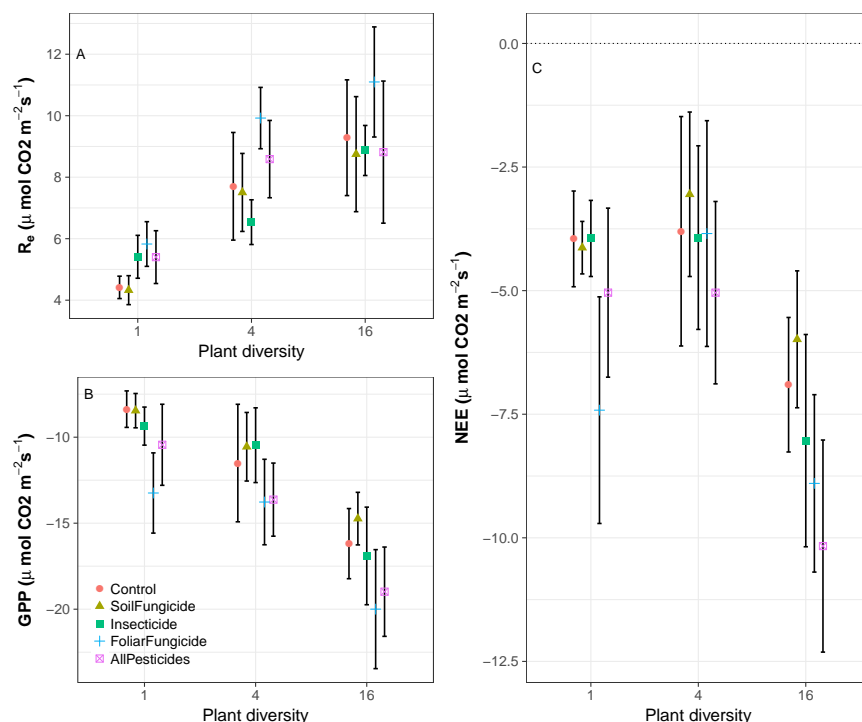 A
R_e (μ mol CO2 m⁻²s⁻¹)
12
10
8
6
4
1
4
16
Plant diversity
B
GPP (μ mol CO2 m⁻²s⁻¹)
−10
−15
−20
Control
SoilFungicide
Insecticide
FoliarFungicide
AllPesticides
1
4
16
Plant diversity
C
NEE (μ mol CO2 m⁻²s⁻¹)
0.0
−2.5
−5.0
−7.5
−10.0
−12.5
1
4
16
Plant diversity